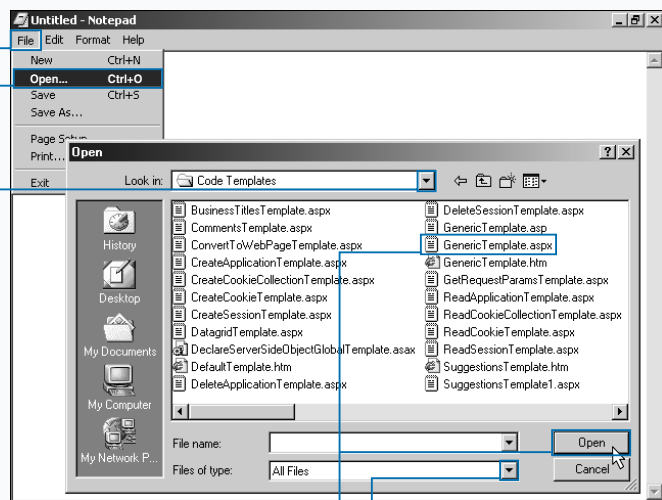 Untitled - Notepad
File Edit Format Help
New Ctrl+N
Open... Ctrl+O
Save Ctrl+S
Save As...
Page Setup
Print...
Exit
Open
Look in: Code Templates
History
Desktop
My Documents
My Computer
My Network P...
BusinessTitlesTemplate.aspx
CommentsTemplate.aspx
ConvertToWebPageTemplate.aspx
CreateApplicationTemplate.aspx
CreateCookieCollectionTemplate.aspx
CreateCookieTemplate.aspx
CreateSessionTemplate.aspx
DatagridTemplate.aspx
DeclareServerSideObjectGlobalTemplate.asax
DefaultTemplate.htm
DeleteApplicationTemplate.aspx
DeleteSessionTemplate.aspx
GenericTemplate.asp
GenericTemplate.aspx
GenericTemplate.htm
GetRequestParamsTemplate.aspx
ReadApplicationTemplate.aspx
ReadCookieCollectionTemplate.aspx
ReadCookieTemplate.aspx
ReadSessionTemplate.aspx
SuggestionsTemplate.htm
SuggestionsTemplate1.aspx
File name: Open
Files of type: All Files Cancel